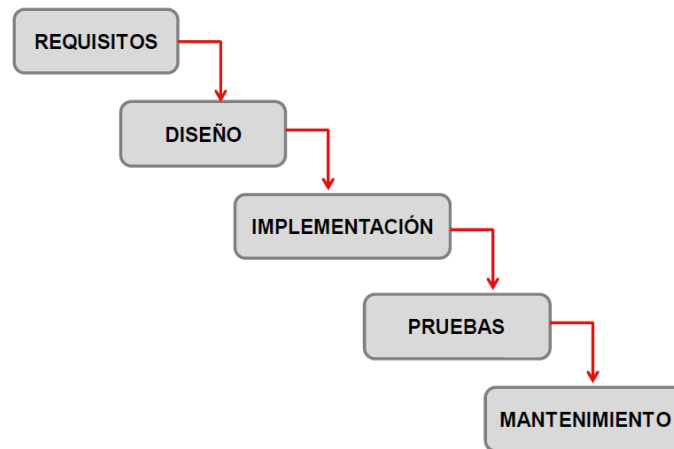 REQUISITOS
DISEÑO
IMPLEMENTACIÓN
PRUEBAS
MANTENIMIENTO